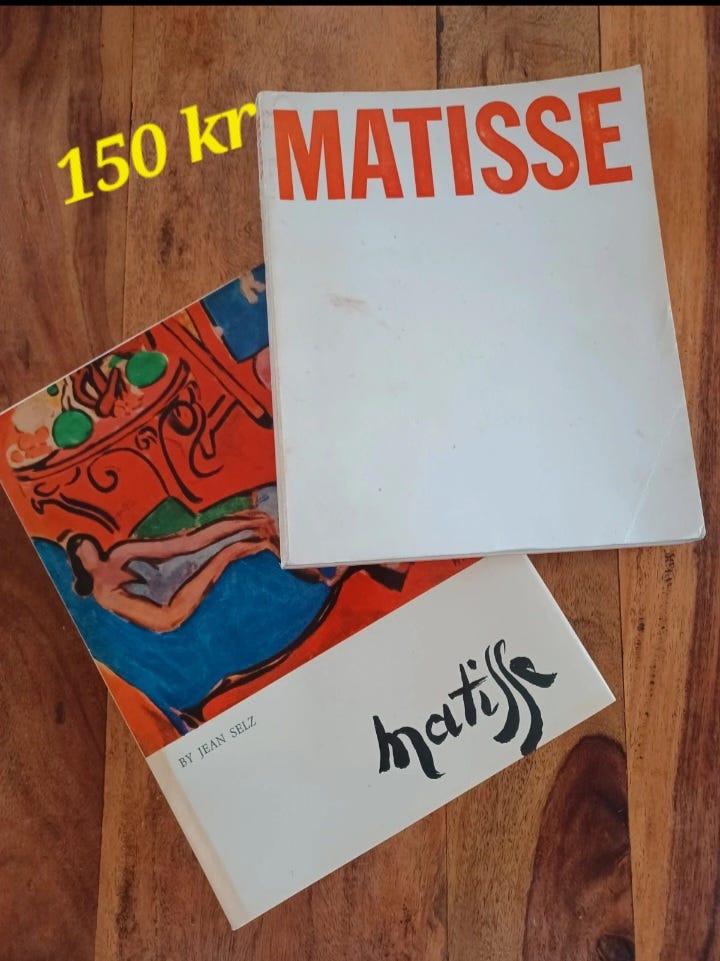 150 kr
MATISSE
BY JEAN SELZ
matisse